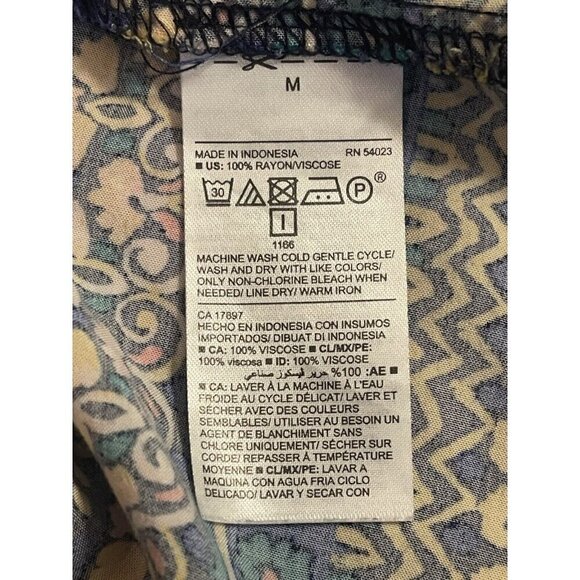 M
MADE IN INDONESIA RN 54023
■ US: 100% RAYON/VISCOSE
30 P ®
I
1166
MACHINE WASH COLD GENTLE CYCLE/
WASH AND DRY WITH LIKE COLORS/
ONLY NON-CHLORINE BLEACH WHEN
NEEDED/ LINE DRY/ WARM IRON
CA 17897
HECHO EN INDONESIA CON INSUMOS
IMPORTADOS/ DIBUAT DI INDONESIA
■ CA: 100% VISCOSE ■ CL/MX/PE:
100% viscosa ■ ID: 100% VISCOSE
■ AE: 100% حرير فيسكوز صناعي
■ CA: LAVER À LA MACHINE À L'EAU
FROIDE AU CYCLE DÉLICAT/ LAVER ET
SÉCHER AVEC DES COULEURS
SEMBLABLES/ UTILISER AU BESOIN UN
AGENT DE BLANCHIMENT SANS
CHLORE UNIQUEMENT/ SÉCHER SUR
CORDE/ REPASSER À TEMPÉRATURE
MOYENNE ■ CL/MX/PE: LAVAR A
MAQUINA CON AGUA FRIA CICLO
DELICADO/ LAVAR Y SECAR CON